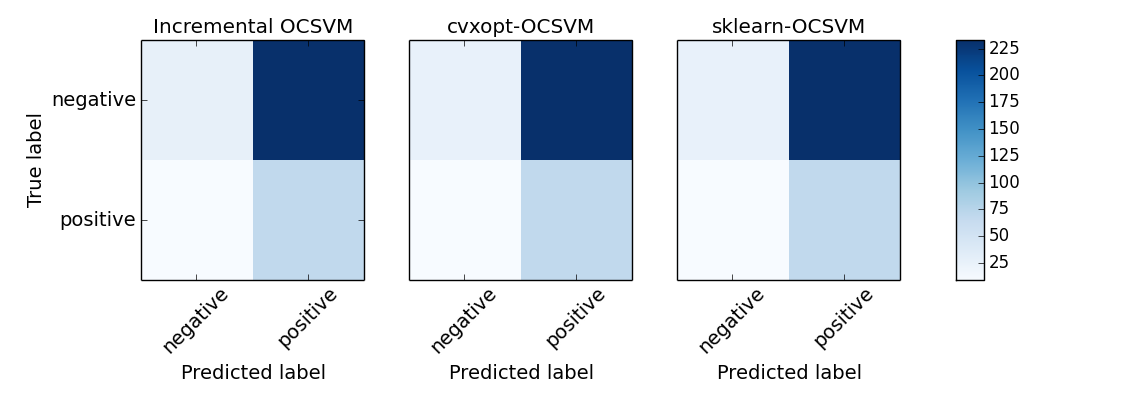 Incremental OCSVM
cvxopt-OCSVM
sklearn-OCSVM
True label
negative
positive
negative
positive
Predicted label
negative
positive
Predicted label
negative
positive
Predicted label
225
200
175
150
125
100
75
50
25